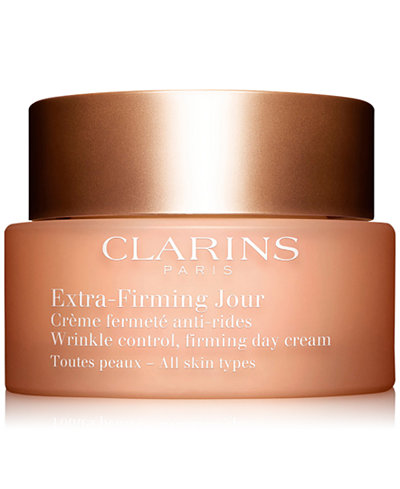 CLARINS
PARIS
Extra-Firming Jour
Crème fermeté anti-rides
Wrinkle control, firming day cream
Toutes peaux – All skin types